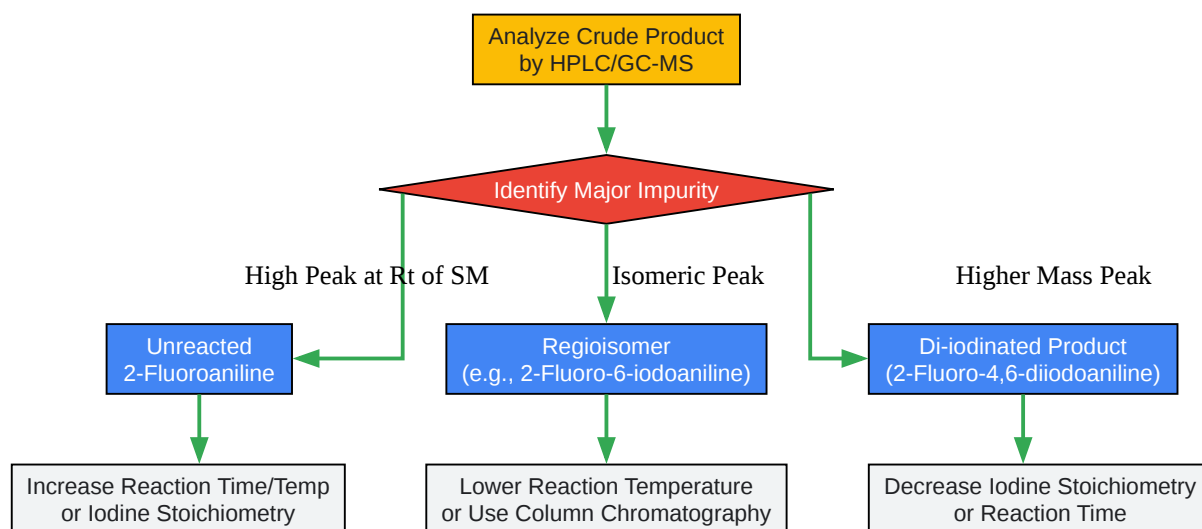 Analyze Crude Product
by HPLC/GC-MS
Identify Major Impurity
High Peak at Rt of SM
Isomeric Peak
Higher Mass Peak
Unreacted
2-Fluoroaniline
Regioisomer
(e.g., 2-Fluoro-6-iodoaniline)
Di-iodinated Product
(2-Fluoro-4,6-diiodoaniline)
Increase Reaction Time/Temp
or Iodine Stoichiometry
Lower Reaction Temperature
or Use Column Chromatography
Decrease Iodine Stoichiometry
or Reaction Time